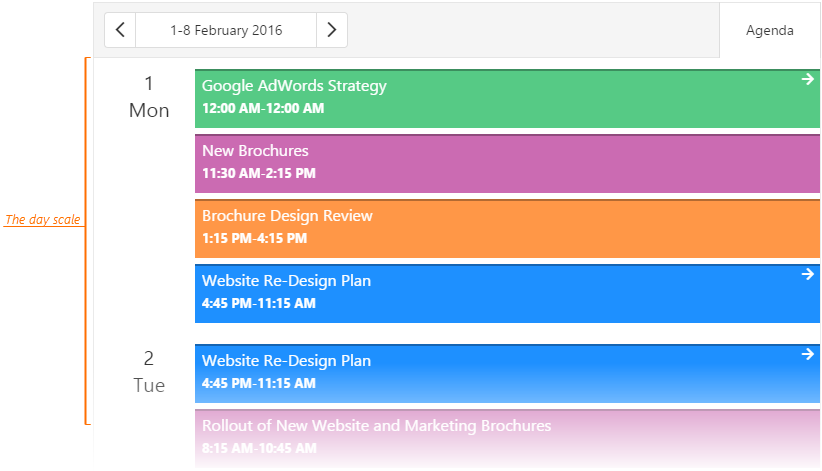 1-8 February 2016
Agenda
The day scale
1
Mon
Google AdWords Strategy
12:00 AM-12:00 AM
New Brochures
11:30 AM-2:15 PM
Brochure Design Review
1:15 PM-4:15 PM
Website Re-Design Plan
4:45 PM-11:15 AM
2
Tue
Website Re-Design Plan
4:45 PM-11:15 AM
Rollout of New Website and Marketing Brochures
8:15 AM-10:45 AM